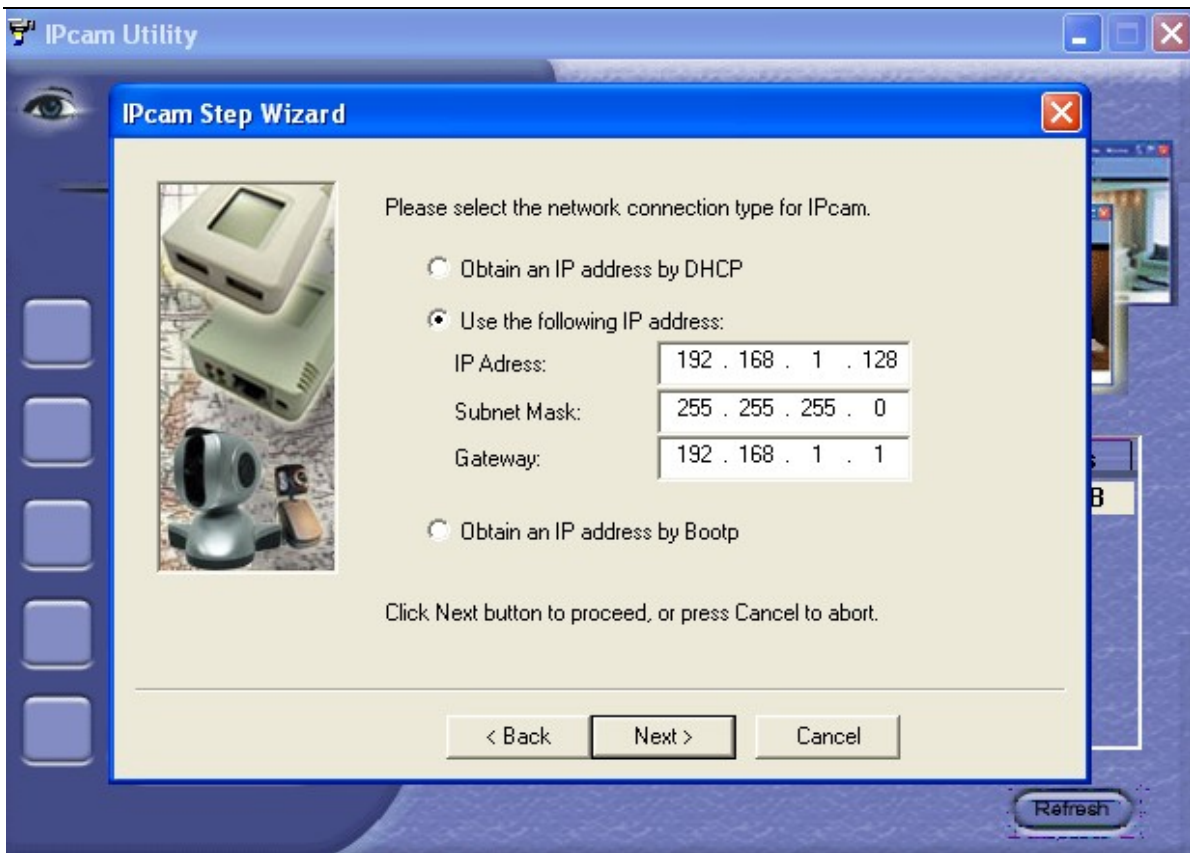 IPcam Utility
IPcam Step Wizard
Please select the network connection type for IPcam.
Obtain an IP address by DHCP
Use the following IP address:
IP Adress: 192 . 168 . 1 . 128
Subnet Mask: 255 . 255 . 255 . 0
Gateway: 192 . 168 . 1 . 1
Obtain an IP address by Bootp
Click Next button to proceed, or press Cancel to abort.
< Back Next > Cancel
Refresh